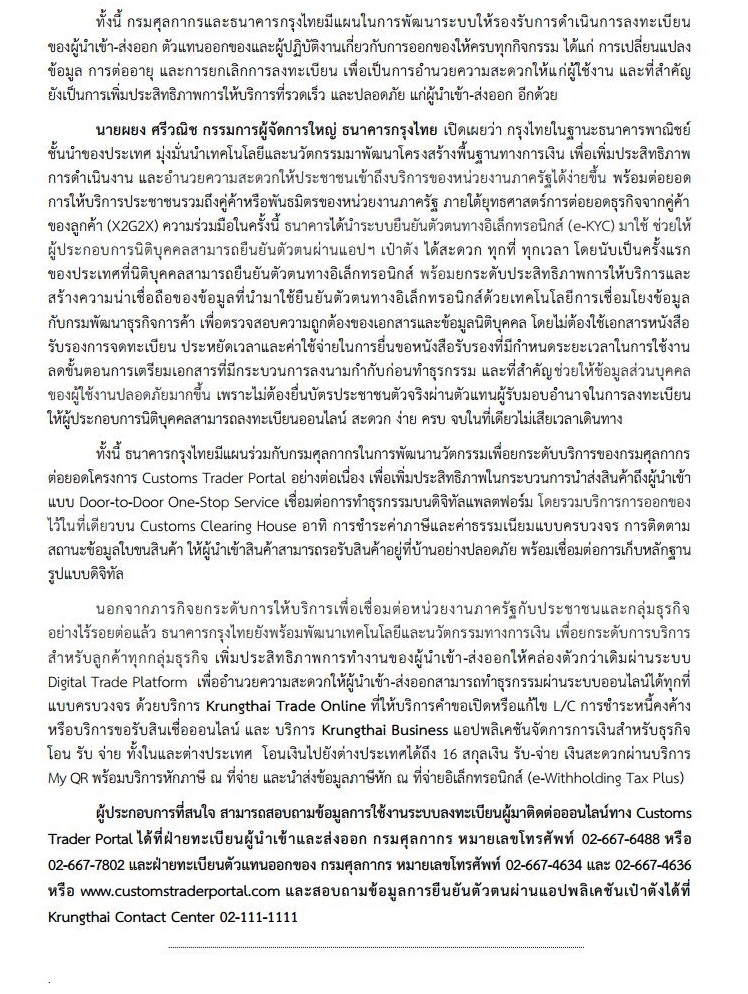 ทั้งนี้ กรมศุลกากรและธนาคารกรุงไทยมีแผนในการพัฒนาระบบให้รองรับการดำเนินการลงทะเบียน
ของผู้นำเข้า-ส่งออก ตัวแทนออกของและผู้ปฏิบัติงานเกี่ยวกับการออกของให้ครบทุกกิจกรรม ได้แก่ การเปลี่ยนแปลง
ข้อมูล การต่ออายุ และการยกเลิกการลงทะเบียน เพื่อเป็นการอำนวยความสะดวกให้แก่ผู้ใช้งาน และที่สำคัญ
ยังเป็นการเพิ่มประสิทธิภาพการให้บริการที่รวดเร็ว และปลอดภัย แก่ผู้นำเข้า-ส่งออก อีกด้วย
นายผยง ศรีวณิช กรรมการผู้จัดการใหญ่ ธนาคารกรุงไทย เปิดเผยว่า กรุงไทยในฐานะธนาคารพาณิชย์
ชั้นนำของประเทศ มุ่งมั่นนำเทคโนโลยีและนวัตกรรมมาพัฒนาโครงสร้างพื้นฐานทางการเงิน เพื่อเพิ่มประสิทธิภาพ
การดำเนินงาน และอำนวยความสะดวกให้ประชาชนเข้าถึงบริการของหน่วยงานภาครัฐได้ง่ายขึ้น พร้อมต่อยอด
การให้บริการประชาชนรวมถึงคู่ค้าหรือพันธมิตรของหน่วยงานภาครัฐ ภายใต้ยุทธศาสตร์การต่อยอดธุรกิจจากคู่ค้า
ของลูกค้า (X2G2X) ความร่วมมือในครั้งนี้ ธนาคารได้นำระบบยืนยันตัวตนทางอิเล็กทรอนิกส์ (e-KYC) มาใช้ ช่วยให้
ผู้ประกอบการนิติบุคคลสามารถยืนยันตัวตนผ่านแอปฯ เป๋าตัง ได้สะดวก ทุกที่ ทุกเวลา โดยนับเป็นครั้งแรก
ของประเทศที่นิติบุคคลสามารถยืนยันตัวตนทางอิเล็กทรอนิกส์ พร้อมยกระดับประสิทธิภาพการให้บริการและ
สร้างความน่าเชื่อถือของข้อมูลที่นำมาใช้ยืนยันตัวตนทางอิเล็กทรอนิกส์ด้วยเทคโนโลยีการเชื่อมโยงข้อมูล
กับกรมพัฒนาธุรกิจการค้า เพื่อตรวจสอบความถูกต้องของเอกสารและข้อมูลนิติบุคคล โดยไม่ต้องใช้เอกสารหนังสือ
รับรองการจดทะเบียน ประหยัดเวลาและค่าใช้จ่ายในการยื่นขอหนังสือรับรองที่มีกำหนดระยะเวลาในการใช้งาน
ลดขั้นตอนการเตรียมเอกสารที่มีกระบวนการลงนามกำกับก่อนทำธุรกรรม และที่สำคัญช่วยให้ข้อมูลส่วนบุคคล
ของผู้ใช้งานปลอดภัยมากขึ้น เพราะไม่ต้องยื่นบัตรประชาชนตัวจริงผ่านตัวแทนผู้รับมอบอำนาจในการลงทะเบียน
ให้ผู้ประกอบการนิติบุคคลสามารถลงทะเบียนออนไลน์ สะดวก ง่าย ครบ จบในที่เดียวไม่เสียเวลาเดินทาง
ทั้งนี้ ธนาคารกรุงไทยมีแผนร่วมกับกรมศุลกากรในการพัฒนานวัตกรรมเพื่อยกระดับบริการของกรมศุลกากร
ต่อยอดโครงการ Customs Trader Portal อย่างต่อเนื่อง เพื่อเพิ่มประสิทธิภาพในกระบวนการนำส่งสินค้าถึงผู้นำเข้า
แบบ Door-to-Door One-Stop Service เชื่อมต่อการทำธุรกรรมบนดิจิทัลแพลตฟอร์ม โดยรวมบริการการออกของ
ไว้ในที่เดียวบน Customs Clearing House อาทิ การชำระค่าภาษีและค่าธรรมเนียมแบบครบวงจร การติดตาม
สถานะข้อมูลใบขนสินค้า ให้ผู้นำเข้าสินค้าสามารถรอรับสินค้าอยู่ที่บ้านอย่างปลอดภัย พร้อมเชื่อมต่อการเก็บหลักฐาน
รูปแบบดิจิทัล
นอกจากภารกิจยกระดับการให้บริการเพื่อเชื่อมต่อหน่วยงานภาครัฐกับประชาชนและกลุ่มธุรกิจ
อย่างไร้รอยต่อแล้ว ธนาคารกรุงไทยยังพร้อมพัฒนาเทคโนโลยีและนวัตกรรมทางการเงิน เพื่อยกระดับการบริการ
สำหรับลูกค้าทุกกลุ่มธุรกิจ เพิ่มประสิทธิภาพการทำงานของผู้นำเข้า-ส่งออกให้คล่องตัวกว่าเดิมผ่านระบบ
Digital Trade Platform เพื่ออำนวยความสะดวกให้ผู้นำเข้า-ส่งออกสามารถทำธุรกรรมผ่านระบบออนไลน์ได้ทุกที่
แบบครบวงจร ด้วยบริการ Krungthai Trade Online ที่ให้บริการคำขอเปิดหรือแก้ไข L/C การชำระหนี้คงค้าง
หรือบริการขอรับสินเชื่อออนไลน์ และ บริการ Krungthai Business แอปพลิเคชันจัดการการเงินสำหรับธุรกิจ
โอน รับ จ่าย ทั้งในและต่างประเทศ โอนเงินไปยังต่างประเทศได้ถึง 16 สกุลเงิน รับ-จ่าย เงินสะดวกผ่านบริการ
My QR พร้อมบริการหักภาษี ณ ที่จ่าย และนำส่งข้อมูลภาษีหัก ณ ที่จ่ายอิเล็กทรอนิกส์ (e-Withholding Tax Plus)
ผู้ประกอบการที่สนใจ สามารถสอบถามข้อมูลการใช้งานระบบลงทะเบียนผู้มาติดต่อออนไลน์ทาง Customs
Trader Portal ได้ที่ฝ่ายทะเบียนผู้นำเข้าและส่งออก กรมศุลกากร หมายเลขโทรศัพท์ 02-667-6488 หรือ
02-667-7802 และฝ่ายทะเบียนตัวแทนออกของ กรมศุลกากร หมายเลขโทรศัพท์ 02-667-4634 และ 02-667-4636
หรือ www.customstraderportal.com และสอบถามข้อมูลการยืนยันตัวตนผ่านแอปพลิเคชันเป๋าตังได้ที่
Krungthai Contact Center 02-111-1111